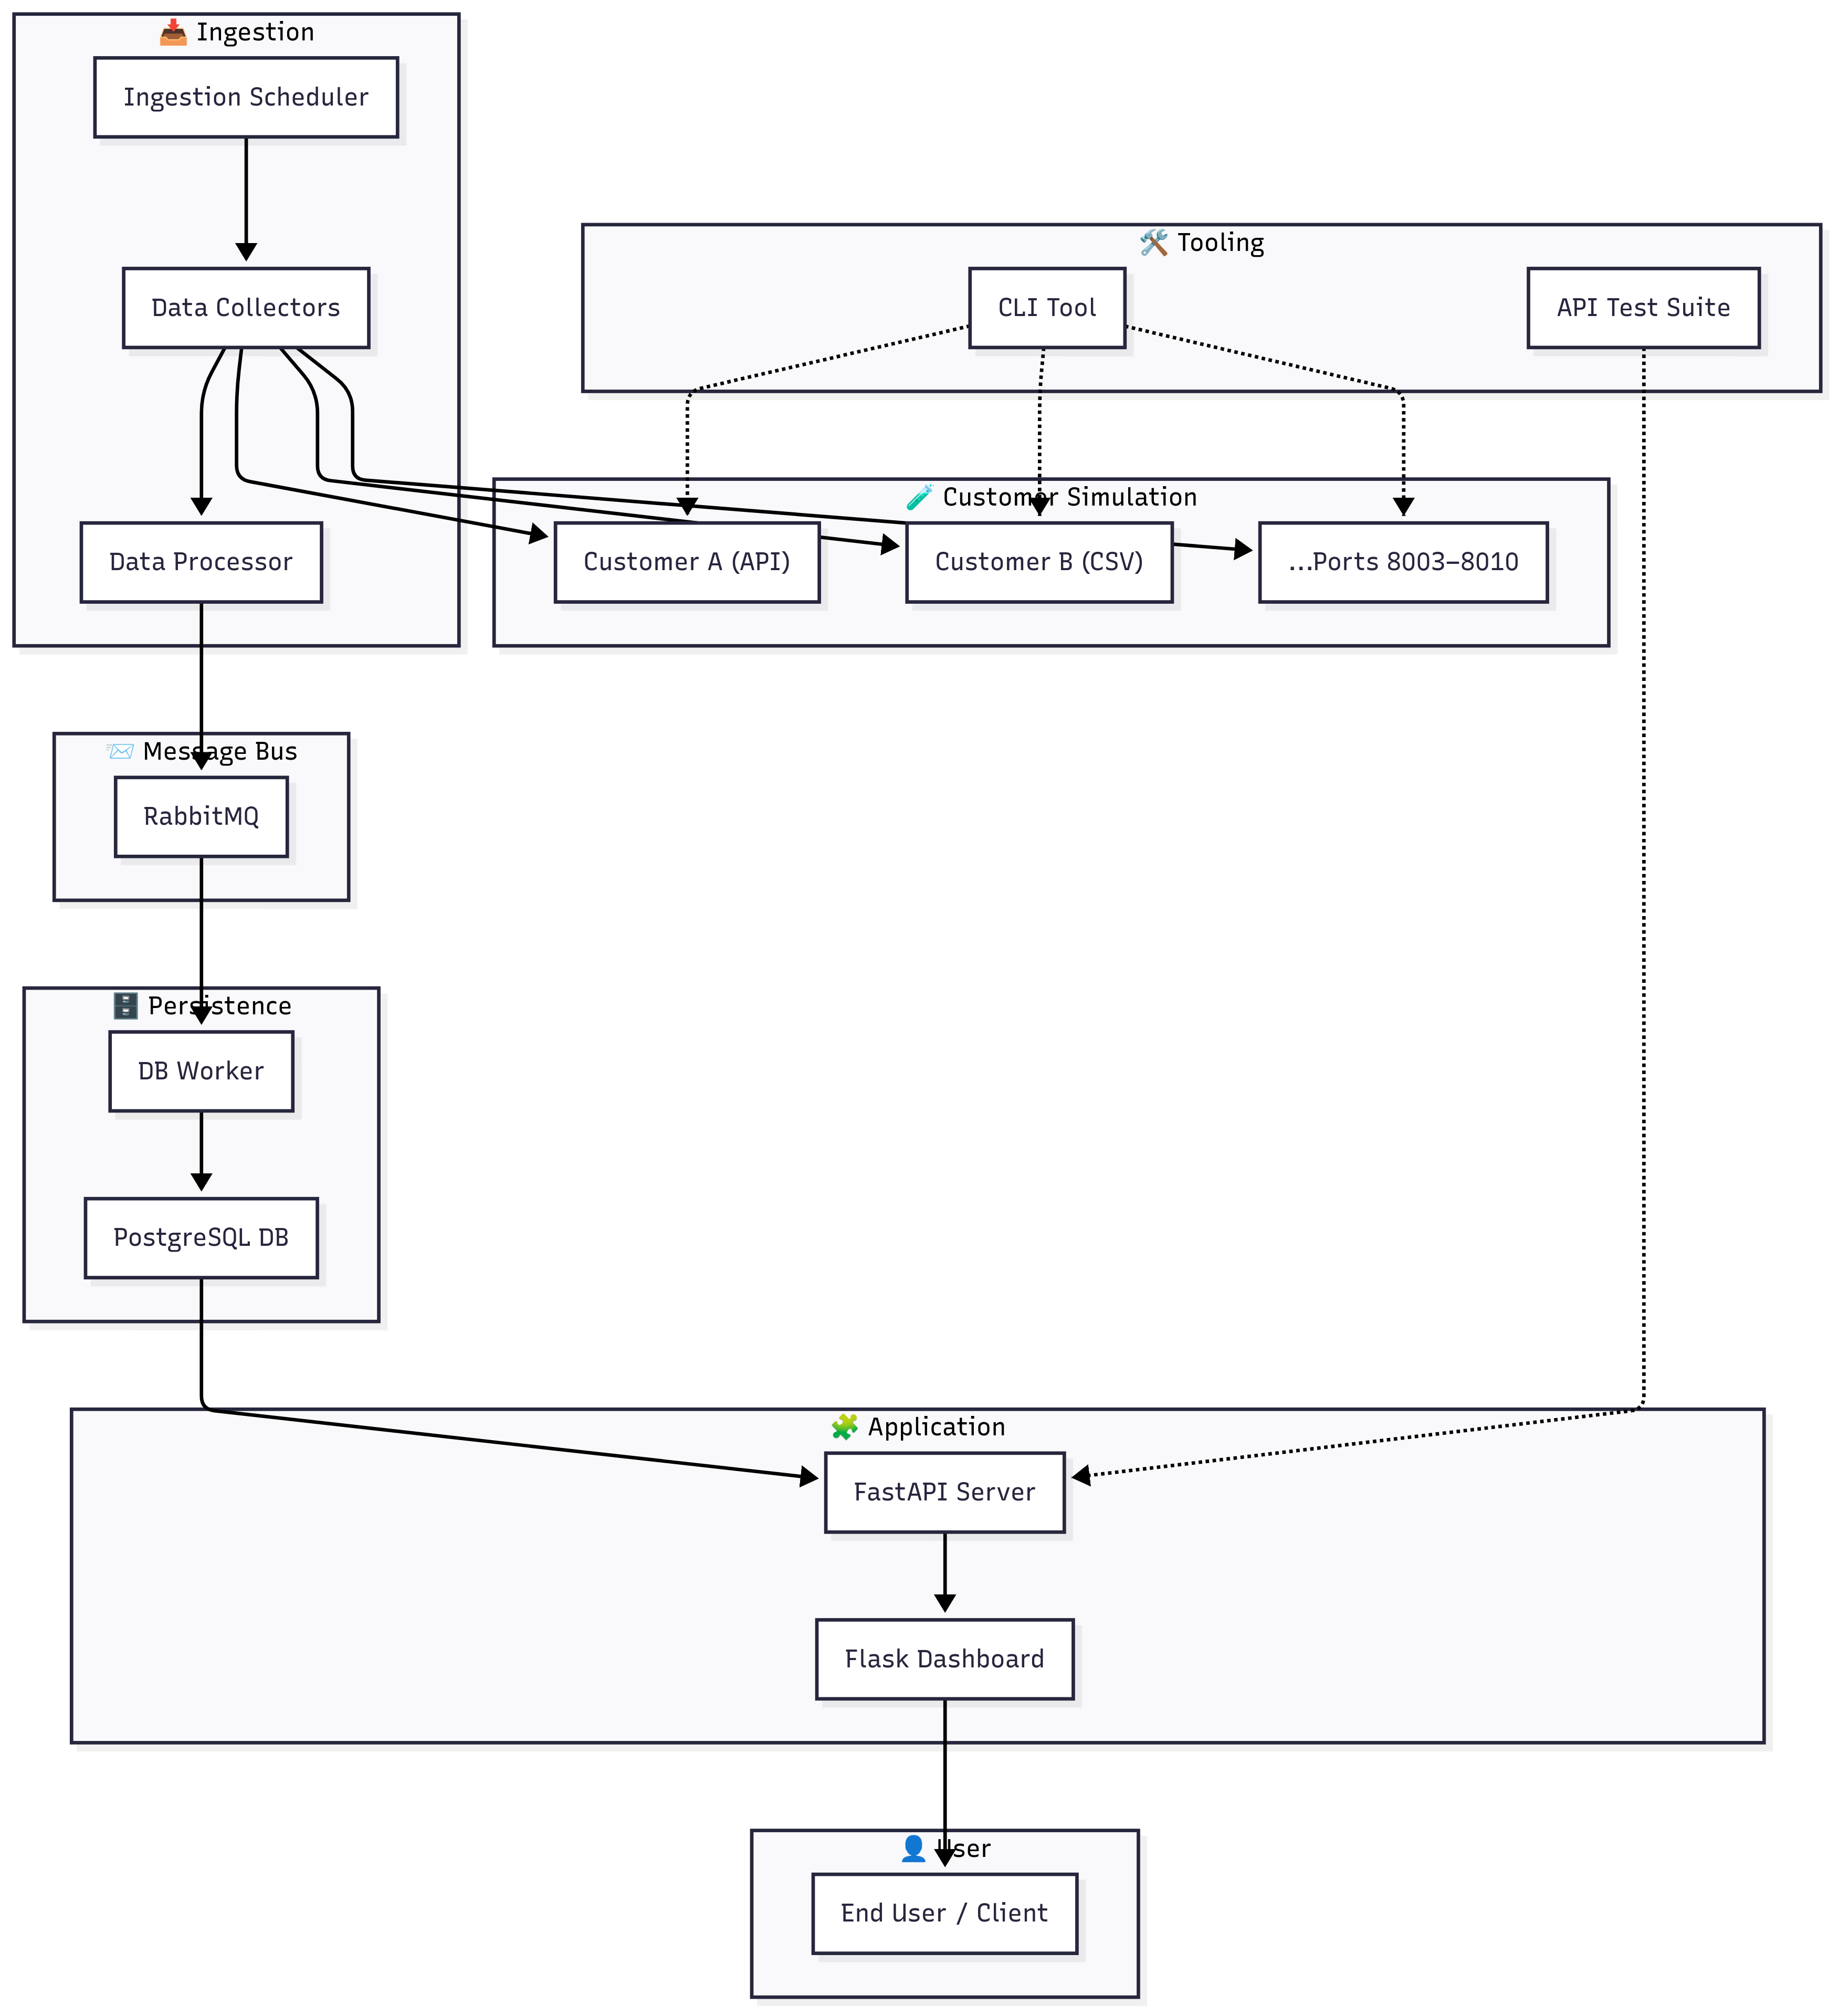 Ingestion
Ingestion Scheduler
Tooling
Data Collectors
CLI Tool
API Test Suite
Customer Simulation
Data Processor
Customer A (API)
Customer B (CSV)
...Ports 8003–8010
Message Bus
RabbitMQ
Persistence
DB Worker
PostgreSQL DB
Application
FastAPI Server
Flask Dashboard
User
End User / Client